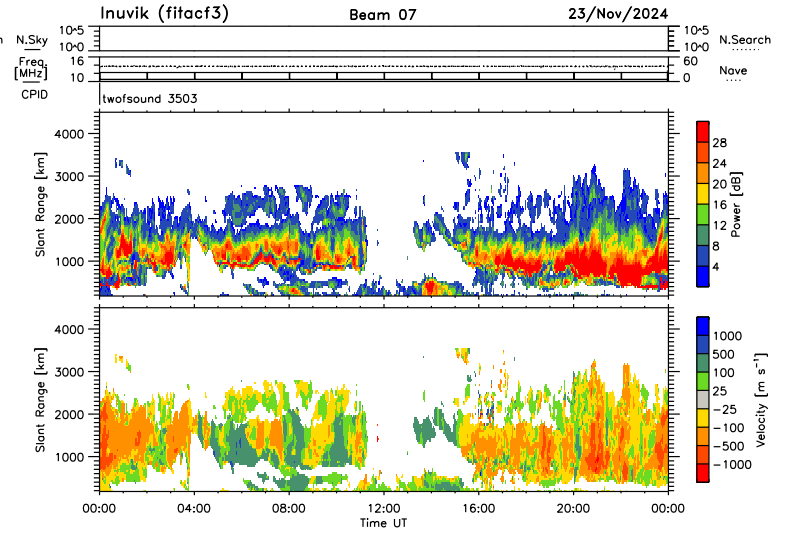 Inuvik (fitacf3) Beam 07 23/Nov/2024
n N.Sky 10^5 10^5 N.Search
10^0 10^0
Freq. 16 60
[MHz] 10 0 Nave
CPID twofsound 3503
Slant Range [km] 4000 3000 2000 1000
Power [dB] 28 24 20 16 12 8 4
Slant Range [km] 4000 3000 2000 1000
Velocity [m s⁻¹] 1000 500 100 25 −25 −100 −500 −1000
00:00 04:00 08:00 12:00 16:00 20:00 00:00
Time UT